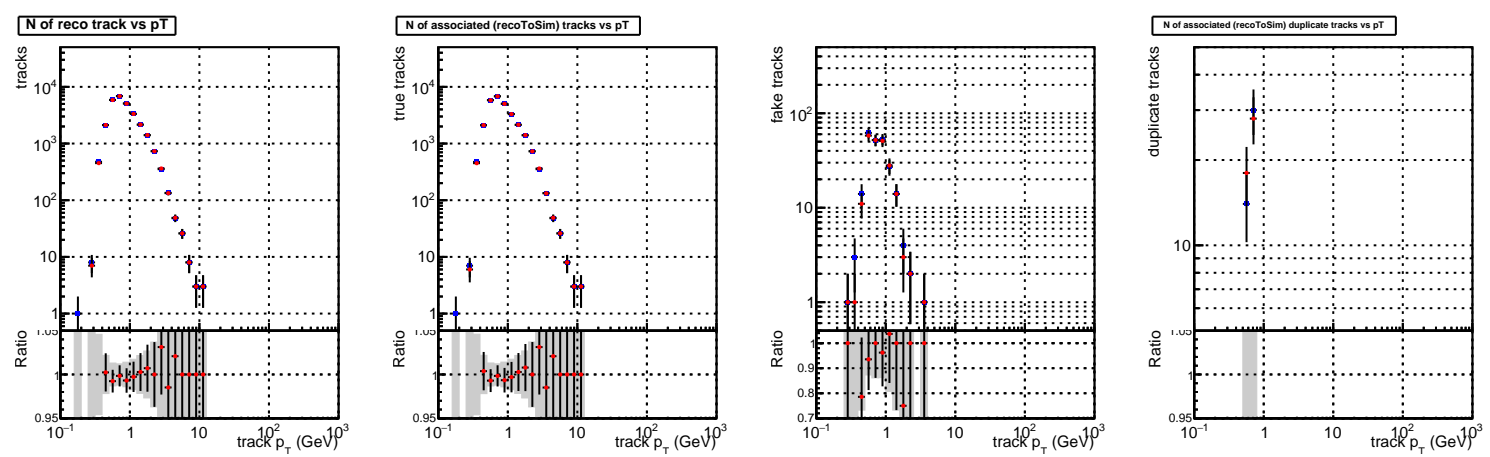 N of reco track vs pT
tracks
10⁴
10³
10²
10
1
1.05
Ratio
1
0.95
10⁻¹ 1 10 10² 10³
track p_T (GeV)
N of associated (recoToSim) tracks vs pT
true tracks
10⁴
10³
10²
10
1
1.05
Ratio
1
0.95
10⁻¹ 1 10 10² 10³
track p_T (GeV)
fake tracks
10²
10
1
Ratio
1
0.9
0.8
0.7
10⁻¹ 1 10 10² 10³
track p_T (GeV)
N of associated (recoToSim) duplicate tracks vs pT
duplicate tracks
10
1.05
Ratio
1
0.95
10⁻¹ 1 10 10² 10³
track p_T (GeV)